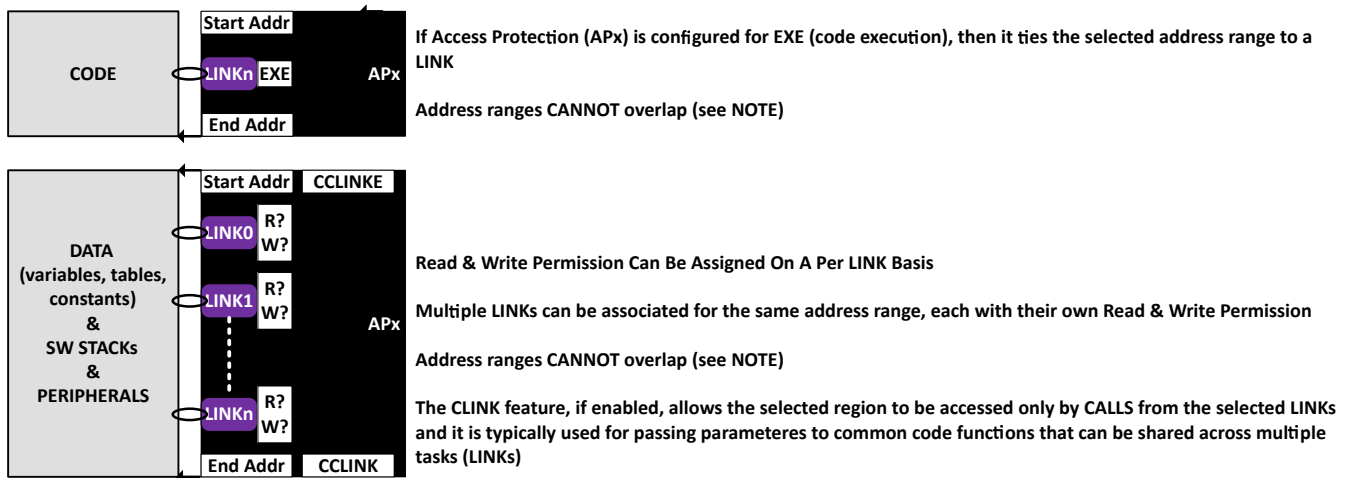 Start Addr
If Access Protection (APx) is configured for EXE (code execution), then it ties the selected address range to a
LINK
CODE
LINKn EXE
APx
Address ranges CANNOT overlap (see NOTE)
End Addr
Start Addr
CCLINKE
LINK0
R?
W?
DATA
(variables, tables,
constants)
&
SW STACKs
&
PERIPHERALS
LINK1
R?
W?
APx
LINKn
R?
W?
End Addr
CCLINK
Read & Write Permission Can Be Assigned On A Per LINK Basis
Multiple LINKs can be associated for the same address range, each with their own Read & Write Permission
Address ranges CANNOT overlap (see NOTE)
The CLINK feature, if enabled, allows the selected region to be accessed only by CALLS from the selected LINKs
and it is typically used for passing parameteres to common code functions that can be shared across multiple
tasks (LINKs)